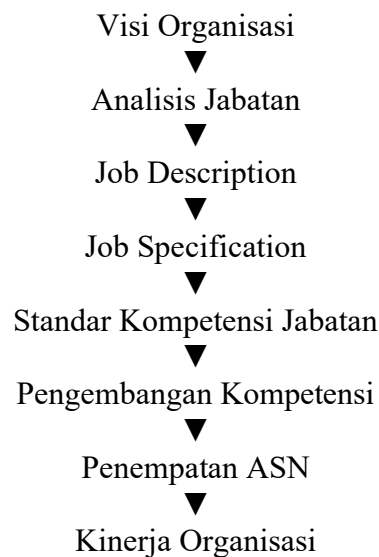 Visi Organisasi
▼
Analisis Jabatan
▼
Job Description
▼
Job Specification
▼
Standar Kompetensi Jabatan
▼
Pengembangan Kompetensi
▼
Penempatan ASN
▼
Kinerja Organisasi